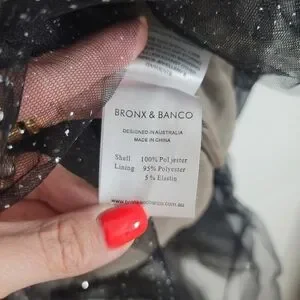 BRONX & BANCO
DESIGNED IN AUSTRALIA
MADE IN CHINA
Shell 100% Polyester
Lining 95% Polyester
5% Elastin
www.bronxandbanco.com.au